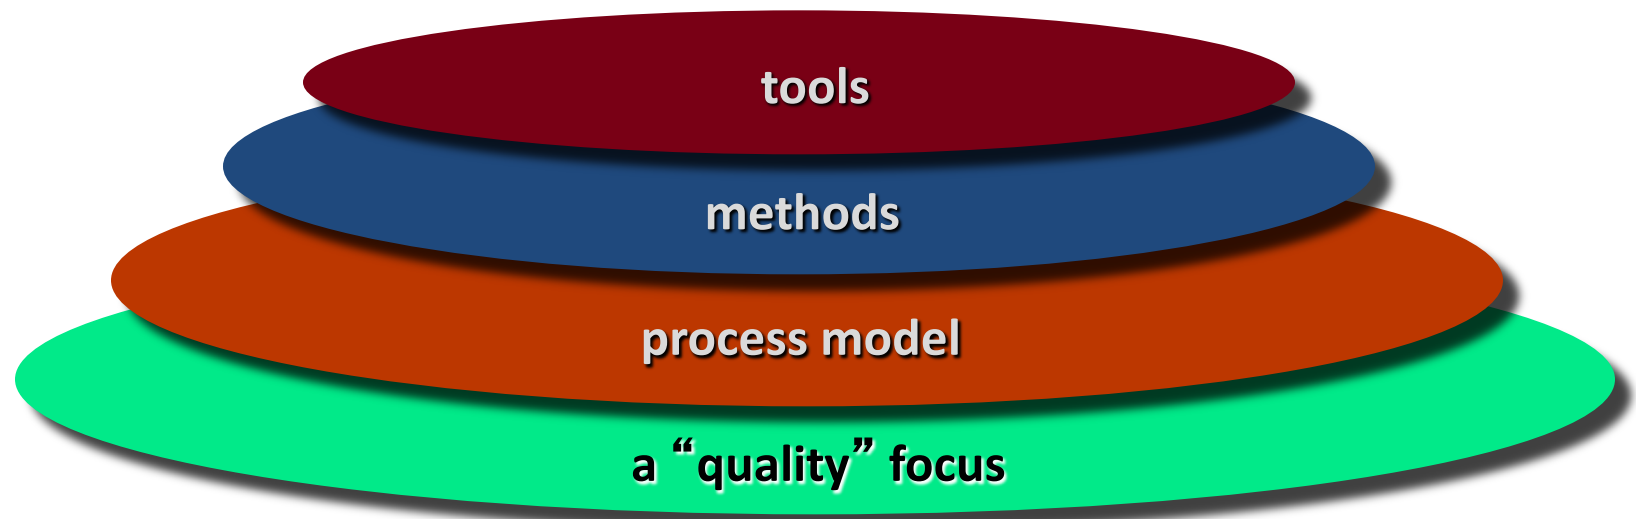 tools
methods
process model
a “quality” focus